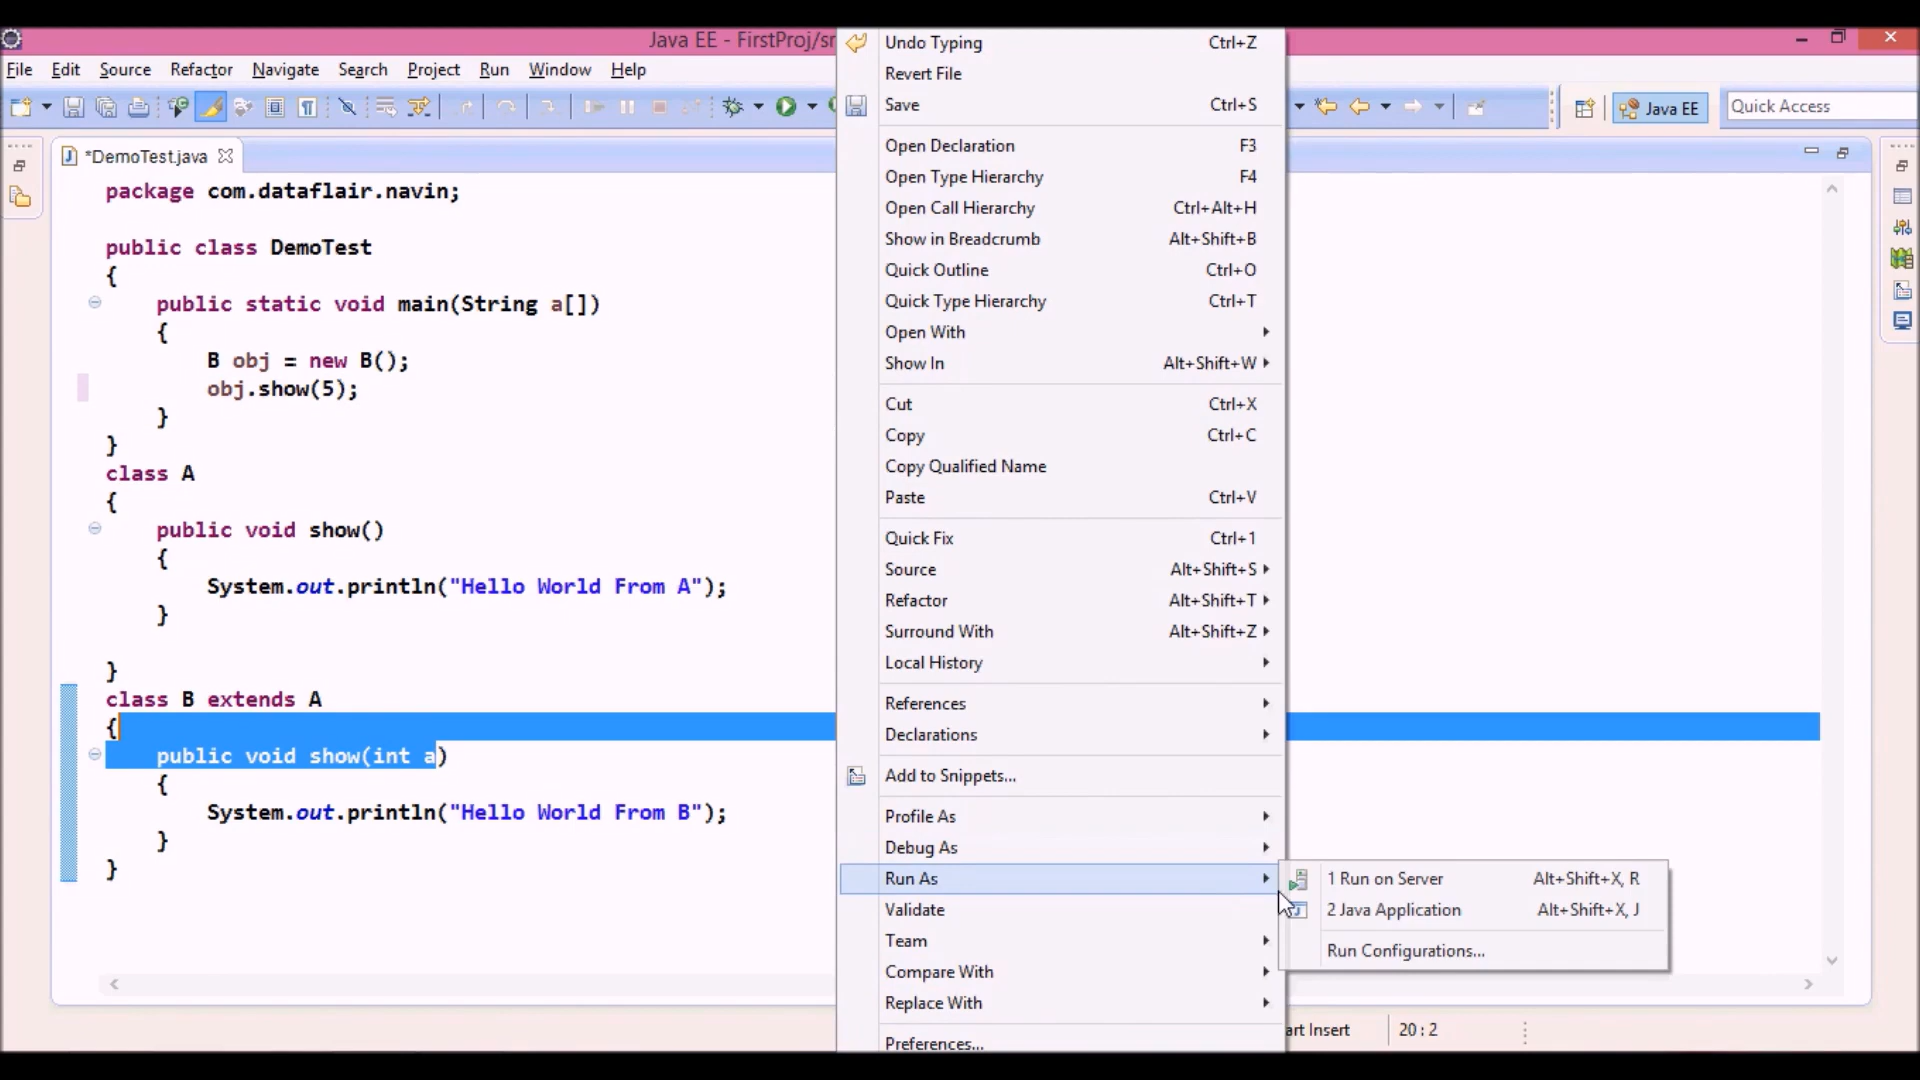 Java EE - FirstProj/sr
File Edit Source Refactor Navigate Search Project Run Window Help
Quick Access
Java EE
*DemoTest.java
package com.dataflair.navin;
public class DemoTest
{
public static void main(String a[])
{
B obj = new B();
obj.show(5);
}
}
class A
{
public void show()
{
System.out.println("Hello World From A");
}
}
class B extends A
{
public void show(int a)
{
System.out.println("Hello World From B");
}
}
Undo Typing Ctrl+Z
Revert File
Save Ctrl+S
Open Declaration F3
Open Type Hierarchy F4
Open Call Hierarchy Ctrl+Alt+H
Show in Breadcrumb Alt+Shift+B
Quick Outline Ctrl+O
Quick Type Hierarchy Ctrl+T
Open With
Show In Alt+Shift+W
Cut Ctrl+X
Copy Ctrl+C
Copy Qualified Name
Paste Ctrl+V
Quick Fix Ctrl+1
Source Alt+Shift+S
Refactor Alt+Shift+T
Surround With Alt+Shift+Z
Local History
References
Declarations
Add to Snippets...
Profile As
Debug As
Run As
Validate
Team
Compare With
Replace With
Preferences...
1 Run on Server Alt+Shift+X, R
2 Java Application Alt+Shift+X, J
Run Configurations...
art Insert
20 : 2